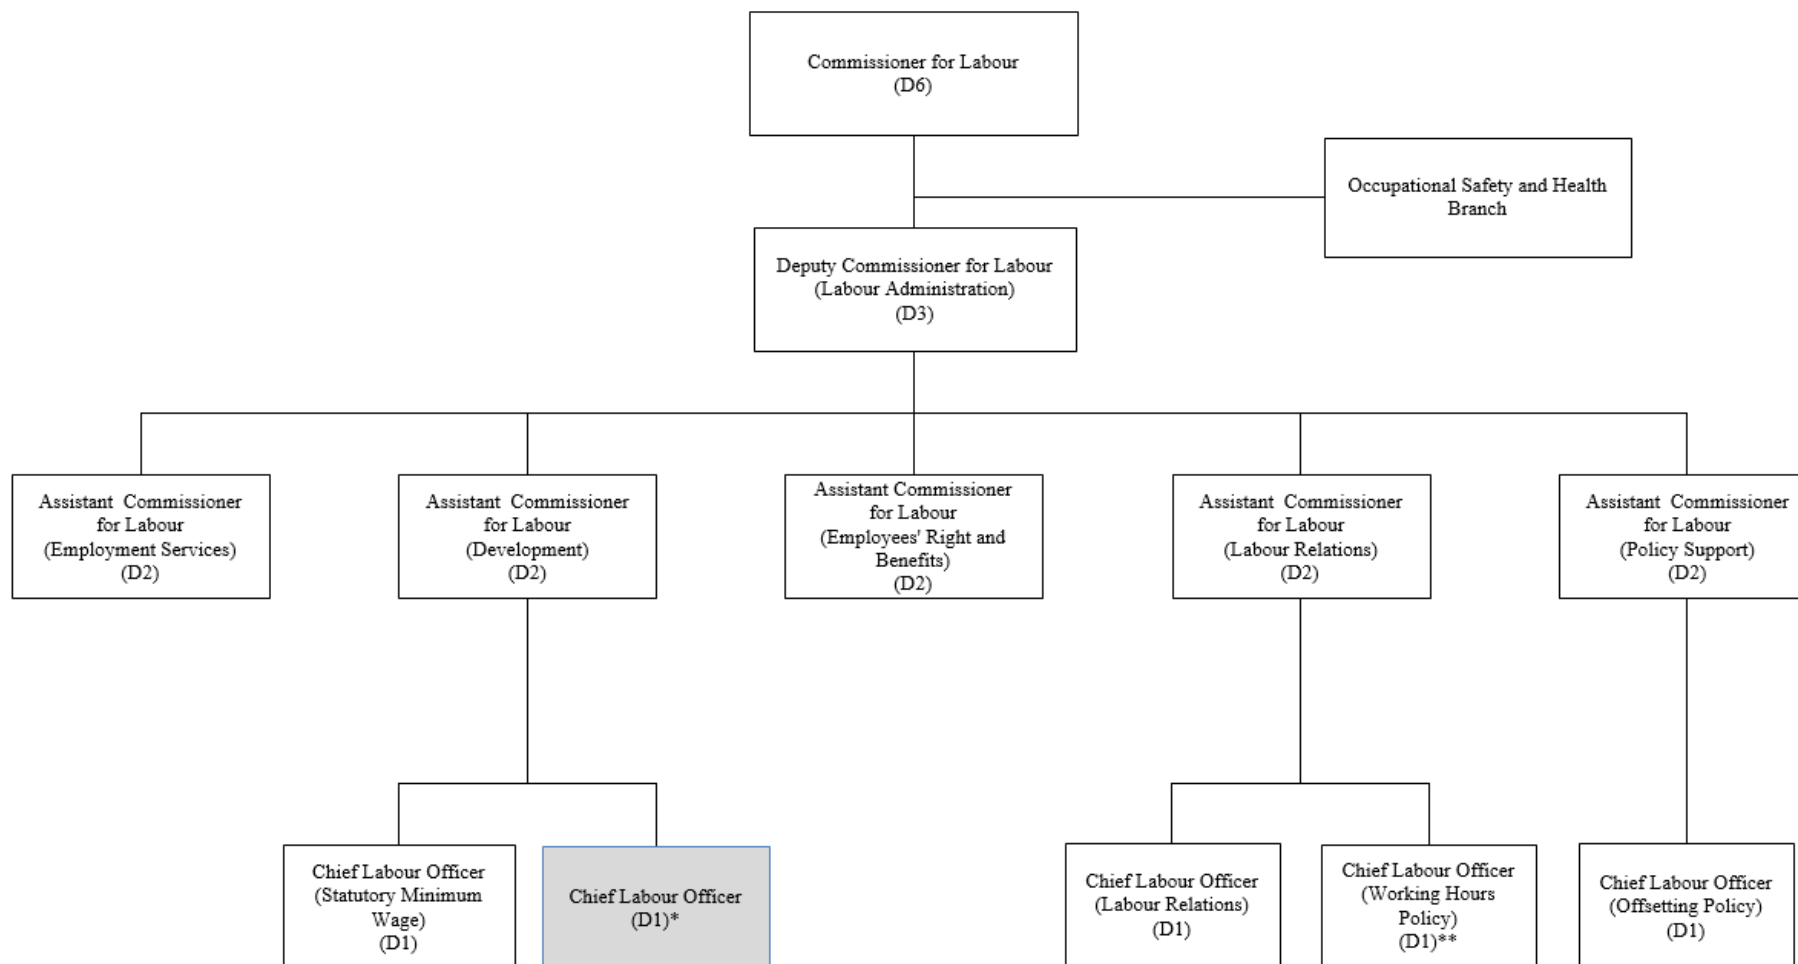 Commissioner for Labour
(D6)
Occupational Safety and Health
Branch
Deputy Commissioner for Labour
(Labour Administration)
(D3)
Assistant Commissioner
for Labour
(Employment Services)
(D2)
Assistant Commissioner
for Labour
(Development)
(D2)
Assistant Commissioner
for Labour
(Employees' Right and
Benefits)
(D2)
Assistant Commissioner
for Labour
(Labour Relations)
(D2)
Assistant Commissioner
for Labour
(Policy Support)
(D2)
Chief Labour Officer
(Statutory Minimum
Wage)
(D1)
Chief Labour Officer
(D1)*
Chief Labour Officer
(Labour Relations)
(D1)
Chief Labour Officer
(Working Hours
Policy)
(D1)**
Chief Labour Officer
(Offsetting Policy)
(D1)